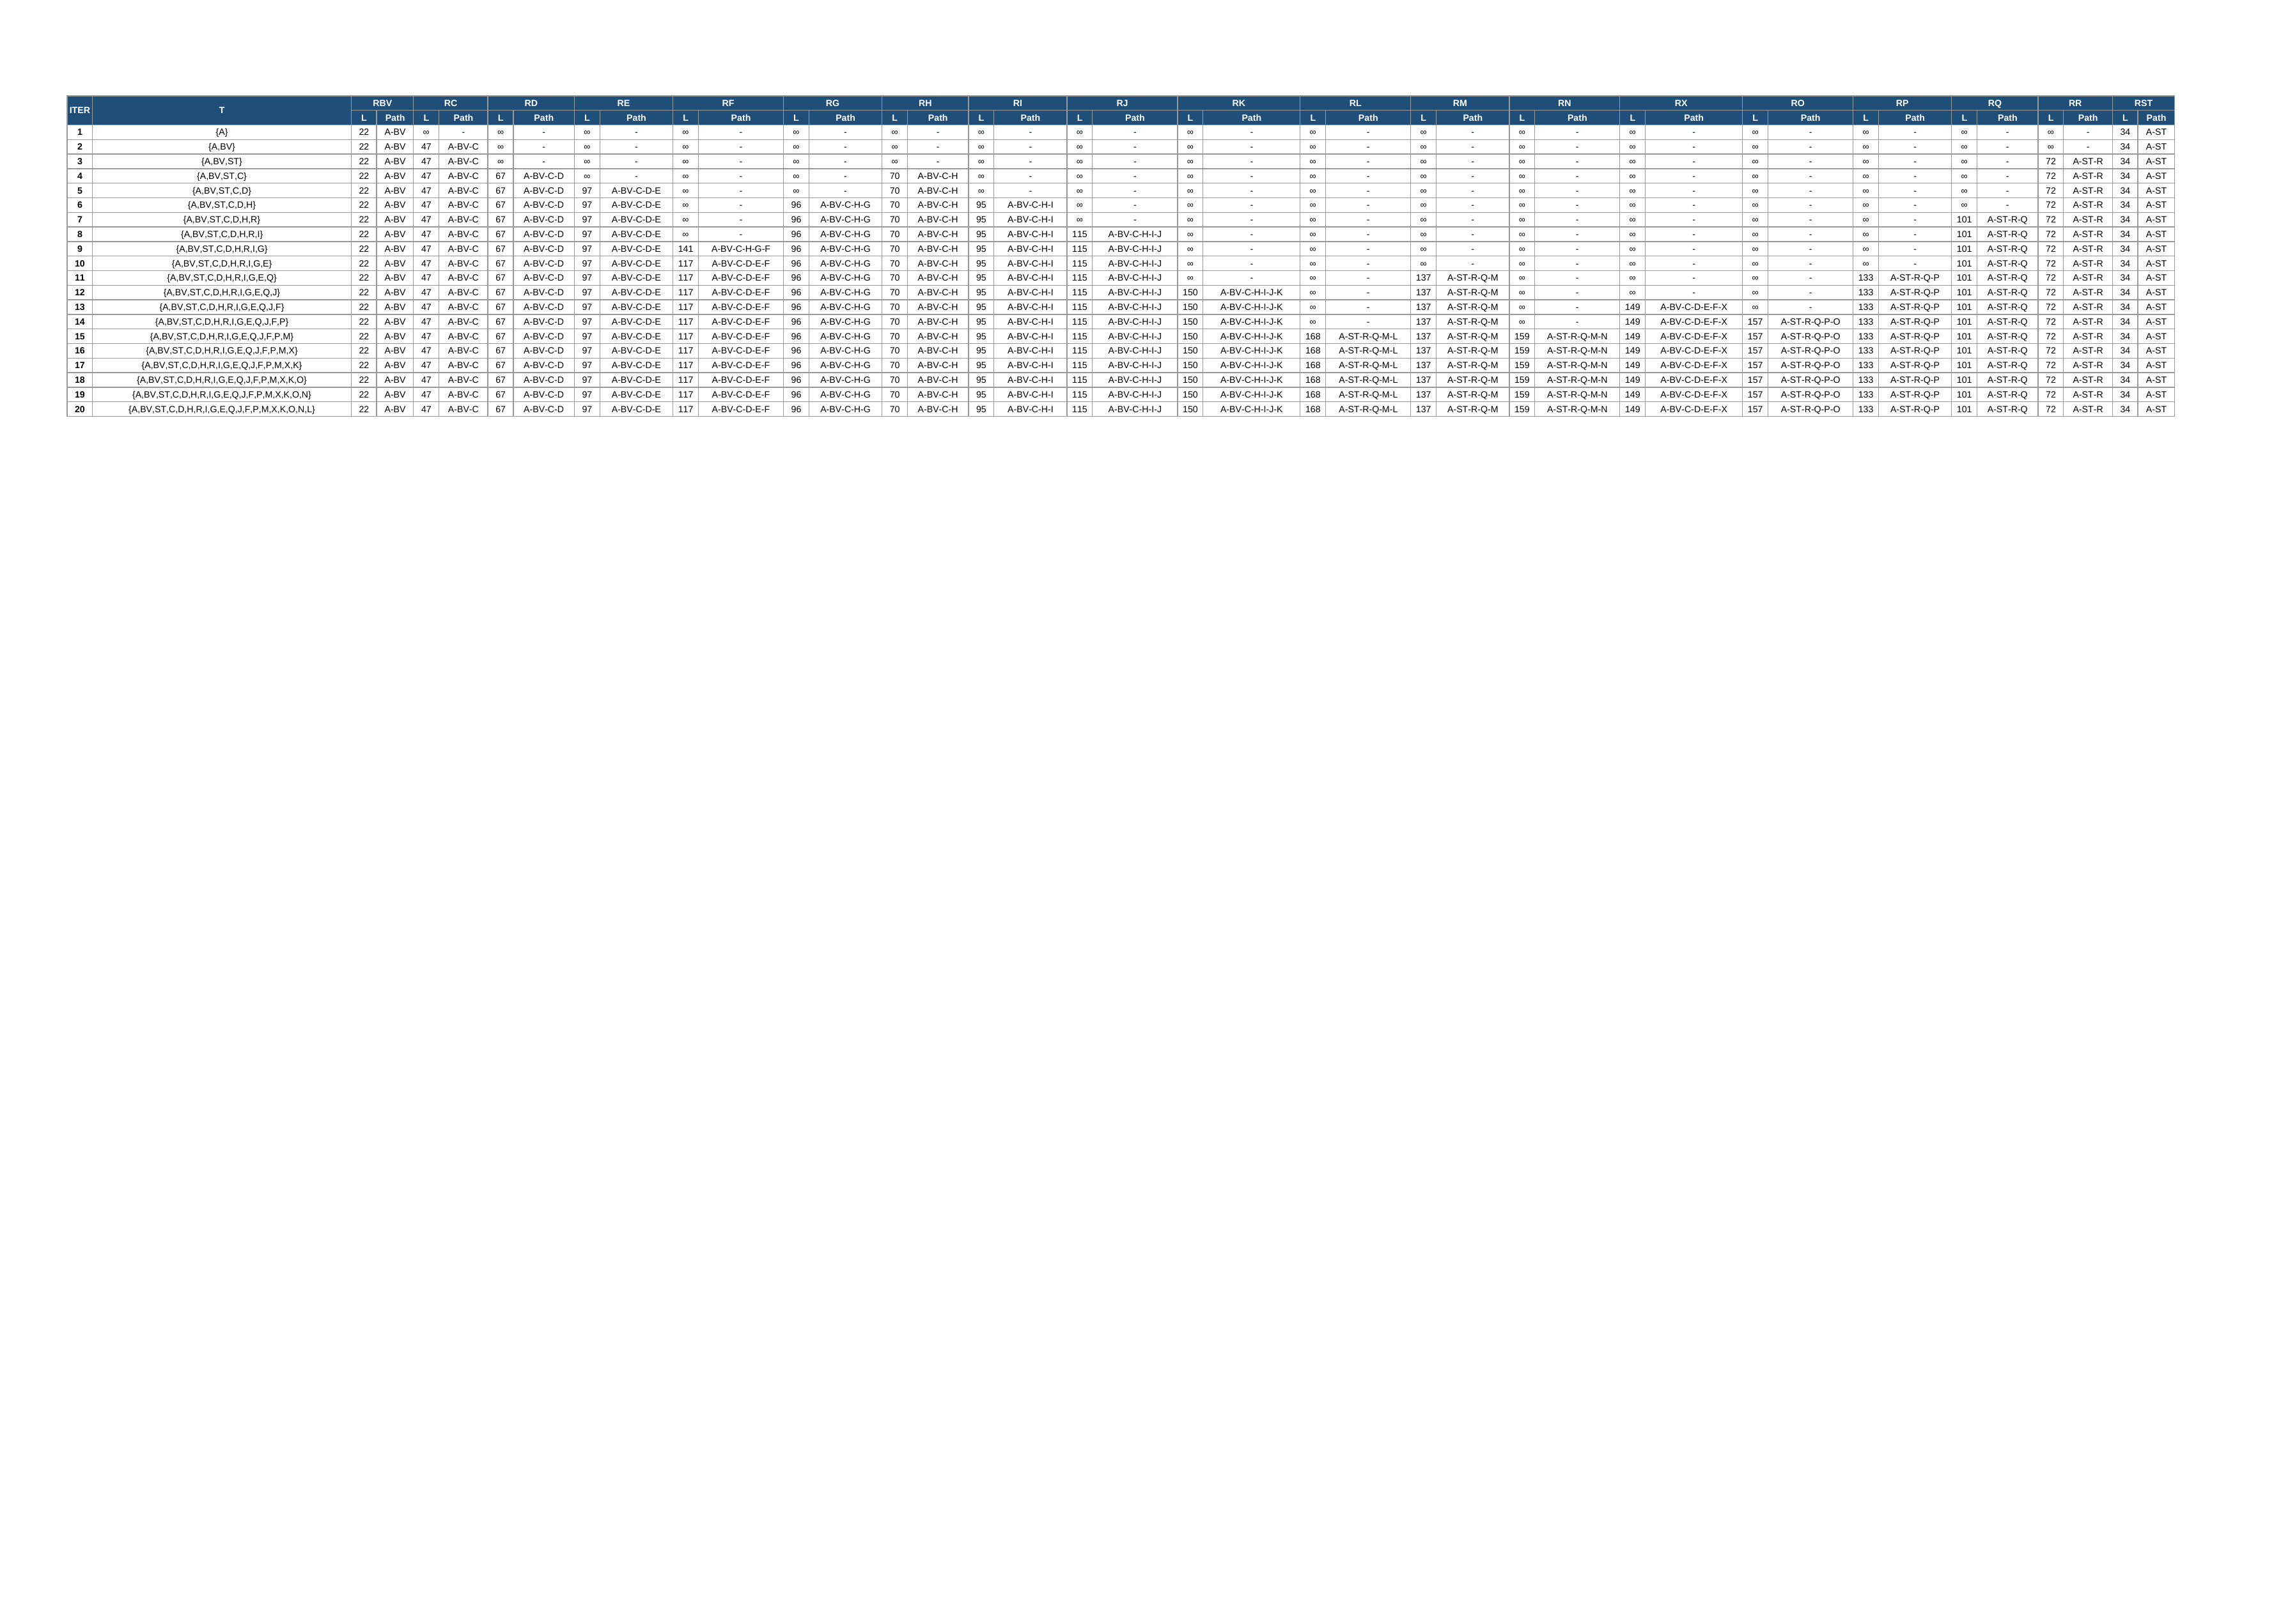 ITER T RBV RC RD RE RF RG RH RI RJ RK RL RM RN RX RO RP RQ RR RST
L Path L Path L Path L Path L Path L Path L Path L Path L Path L Path L Path L Path L Path L Path L Path L Path L Path L Path L Path
1 {A} 22 A-BV ∞ - ∞ - ∞ - ∞ - ∞ - ∞ - ∞ - ∞ - ∞ - ∞ - ∞ - ∞ - ∞ - ∞ - ∞ - ∞ - ∞ - 34 A-ST
2 {A,BV} 22 A-BV 47 A-BV-C ∞ - ∞ - ∞ - ∞ - ∞ - ∞ - ∞ - ∞ - ∞ - ∞ - ∞ - ∞ - ∞ - ∞ - ∞ - ∞ - 34 A-ST
3 {A,BV,ST} 22 A-BV 47 A-BV-C ∞ - ∞ - ∞ - ∞ - ∞ - ∞ - ∞ - ∞ - ∞ - ∞ - ∞ - ∞ - ∞ - ∞ - ∞ - 72 A-ST-R 34 A-ST
4 {A,BV,ST,C} 22 A-BV 47 A-BV-C 67 A-BV-C-D ∞ - ∞ - ∞ - 70 A-BV-C-H ∞ - ∞ - ∞ - ∞ - ∞ - ∞ - ∞ - ∞ - ∞ - ∞ - 72 A-ST-R 34 A-ST
5 {A,BV,ST,C,D} 22 A-BV 47 A-BV-C 67 A-BV-C-D 97 A-BV-C-D-E ∞ - ∞ - 70 A-BV-C-H ∞ - ∞ - ∞ - ∞ - ∞ - ∞ - ∞ - ∞ - ∞ - ∞ - 72 A-ST-R 34 A-ST
6 {A,BV,ST,C,D,H} 22 A-BV 47 A-BV-C 67 A-BV-C-D 97 A-BV-C-D-E ∞ - 96 A-BV-C-H-G 70 A-BV-C-H 95 A-BV-C-H-I ∞ - ∞ - ∞ - ∞ - ∞ - ∞ - ∞ - ∞ - ∞ - 72 A-ST-R 34 A-ST
7 {A,BV,ST,C,D,H,R} 22 A-BV 47 A-BV-C 67 A-BV-C-D 97 A-BV-C-D-E ∞ - 96 A-BV-C-H-G 70 A-BV-C-H 95 A-BV-C-H-I ∞ - ∞ - ∞ - ∞ - ∞ - ∞ - ∞ - ∞ - 101 A-ST-R-Q 72 A-ST-R 34 A-ST
8 {A,BV,ST,C,D,H,R,I} 22 A-BV 47 A-BV-C 67 A-BV-C-D 97 A-BV-C-D-E ∞ - 96 A-BV-C-H-G 70 A-BV-C-H 95 A-BV-C-H-I 115 A-BV-C-H-I-J ∞ - ∞ - ∞ - ∞ - ∞ - ∞ - ∞ - 101 A-ST-R-Q 72 A-ST-R 34 A-ST
9 {A,BV,ST,C,D,H,R,I,G} 22 A-BV 47 A-BV-C 67 A-BV-C-D 97 A-BV-C-D-E 141 A-BV-C-H-G-F 96 A-BV-C-H-G 70 A-BV-C-H 95 A-BV-C-H-I 115 A-BV-C-H-I-J ∞ - ∞ - ∞ - ∞ - ∞ - ∞ - ∞ - 101 A-ST-R-Q 72 A-ST-R 34 A-ST
10 {A,BV,ST,C,D,H,R,I,G,E} 22 A-BV 47 A-BV-C 67 A-BV-C-D 97 A-BV-C-D-E 117 A-BV-C-D-E-F 96 A-BV-C-H-G 70 A-BV-C-H 95 A-BV-C-H-I 115 A-BV-C-H-I-J ∞ - ∞ - ∞ - ∞ - ∞ - ∞ - ∞ - 101 A-ST-R-Q 72 A-ST-R 34 A-ST
11 {A,BV,ST,C,D,H,R,I,G,E,Q} 22 A-BV 47 A-BV-C 67 A-BV-C-D 97 A-BV-C-D-E 117 A-BV-C-D-E-F 96 A-BV-C-H-G 70 A-BV-C-H 95 A-BV-C-H-I 115 A-BV-C-H-I-J ∞ - ∞ - 137 A-ST-R-Q-M ∞ - ∞ - ∞ - 133 A-ST-R-Q-P 101 A-ST-R-Q 72 A-ST-R 34 A-ST
12 {A,BV,ST,C,D,H,R,I,G,E,Q,J} 22 A-BV 47 A-BV-C 67 A-BV-C-D 97 A-BV-C-D-E 117 A-BV-C-D-E-F 96 A-BV-C-H-G 70 A-BV-C-H 95 A-BV-C-H-I 115 A-BV-C-H-I-J 150 A-BV-C-H-I-J-K ∞ - 137 A-ST-R-Q-M ∞ - ∞ - ∞ - 133 A-ST-R-Q-P 101 A-ST-R-Q 72 A-ST-R 34 A-ST
13 {A,BV,ST,C,D,H,R,I,G,E,Q,J,F} 22 A-BV 47 A-BV-C 67 A-BV-C-D 97 A-BV-C-D-E 117 A-BV-C-D-E-F 96 A-BV-C-H-G 70 A-BV-C-H 95 A-BV-C-H-I 115 A-BV-C-H-I-J 150 A-BV-C-H-I-J-K ∞ - 137 A-ST-R-Q-M ∞ - 149 A-BV-C-D-E-F-X ∞ - 133 A-ST-R-Q-P 101 A-ST-R-Q 72 A-ST-R 34 A-ST
14 {A,BV,ST,C,D,H,R,I,G,E,Q,J,F,P} 22 A-BV 47 A-BV-C 67 A-BV-C-D 97 A-BV-C-D-E 117 A-BV-C-D-E-F 96 A-BV-C-H-G 70 A-BV-C-H 95 A-BV-C-H-I 115 A-BV-C-H-I-J 150 A-BV-C-H-I-J-K ∞ - 137 A-ST-R-Q-M ∞ - 149 A-BV-C-D-E-F-X 157 A-ST-R-Q-P-O 133 A-ST-R-Q-P 101 A-ST-R-Q 72 A-ST-R 34 A-ST
15 {A,BV,ST,C,D,H,R,I,G,E,Q,J,F,P,M} 22 A-BV 47 A-BV-C 67 A-BV-C-D 97 A-BV-C-D-E 117 A-BV-C-D-E-F 96 A-BV-C-H-G 70 A-BV-C-H 95 A-BV-C-H-I 115 A-BV-C-H-I-J 150 A-BV-C-H-I-J-K 168 A-ST-R-Q-M-L 137 A-ST-R-Q-M 159 A-ST-R-Q-M-N 149 A-BV-C-D-E-F-X 157 A-ST-R-Q-P-O 133 A-ST-R-Q-P 101 A-ST-R-Q 72 A-ST-R 34 A-ST
16 {A,BV,ST,C,D,H,R,I,G,E,Q,J,F,P,M,X} 22 A-BV 47 A-BV-C 67 A-BV-C-D 97 A-BV-C-D-E 117 A-BV-C-D-E-F 96 A-BV-C-H-G 70 A-BV-C-H 95 A-BV-C-H-I 115 A-BV-C-H-I-J 150 A-BV-C-H-I-J-K 168 A-ST-R-Q-M-L 137 A-ST-R-Q-M 159 A-ST-R-Q-M-N 149 A-BV-C-D-E-F-X 157 A-ST-R-Q-P-O 133 A-ST-R-Q-P 101 A-ST-R-Q 72 A-ST-R 34 A-ST
17 {A,BV,ST,C,D,H,R,I,G,E,Q,J,F,P,M,X,K} 22 A-BV 47 A-BV-C 67 A-BV-C-D 97 A-BV-C-D-E 117 A-BV-C-D-E-F 96 A-BV-C-H-G 70 A-BV-C-H 95 A-BV-C-H-I 115 A-BV-C-H-I-J 150 A-BV-C-H-I-J-K 168 A-ST-R-Q-M-L 137 A-ST-R-Q-M 159 A-ST-R-Q-M-N 149 A-BV-C-D-E-F-X 157 A-ST-R-Q-P-O 133 A-ST-R-Q-P 101 A-ST-R-Q 72 A-ST-R 34 A-ST
18 {A,BV,ST,C,D,H,R,I,G,E,Q,J,F,P,M,X,K,O} 22 A-BV 47 A-BV-C 67 A-BV-C-D 97 A-BV-C-D-E 117 A-BV-C-D-E-F 96 A-BV-C-H-G 70 A-BV-C-H 95 A-BV-C-H-I 115 A-BV-C-H-I-J 150 A-BV-C-H-I-J-K 168 A-ST-R-Q-M-L 137 A-ST-R-Q-M 159 A-ST-R-Q-M-N 149 A-BV-C-D-E-F-X 157 A-ST-R-Q-P-O 133 A-ST-R-Q-P 101 A-ST-R-Q 72 A-ST-R 34 A-ST
19 {A,BV,ST,C,D,H,R,I,G,E,Q,J,F,P,M,X,K,O,N} 22 A-BV 47 A-BV-C 67 A-BV-C-D 97 A-BV-C-D-E 117 A-BV-C-D-E-F 96 A-BV-C-H-G 70 A-BV-C-H 95 A-BV-C-H-I 115 A-BV-C-H-I-J 150 A-BV-C-H-I-J-K 168 A-ST-R-Q-M-L 137 A-ST-R-Q-M 159 A-ST-R-Q-M-N 149 A-BV-C-D-E-F-X 157 A-ST-R-Q-P-O 133 A-ST-R-Q-P 101 A-ST-R-Q 72 A-ST-R 34 A-ST
20 {A,BV,ST,C,D,H,R,I,G,E,Q,J,F,P,M,X,K,O,N,L} 22 A-BV 47 A-BV-C 67 A-BV-C-D 97 A-BV-C-D-E 117 A-BV-C-D-E-F 96 A-BV-C-H-G 70 A-BV-C-H 95 A-BV-C-H-I 115 A-BV-C-H-I-J 150 A-BV-C-H-I-J-K 168 A-ST-R-Q-M-L 137 A-ST-R-Q-M 159 A-ST-R-Q-M-N 149 A-BV-C-D-E-F-X 157 A-ST-R-Q-P-O 133 A-ST-R-Q-P 101 A-ST-R-Q 72 A-ST-R 34 A-ST